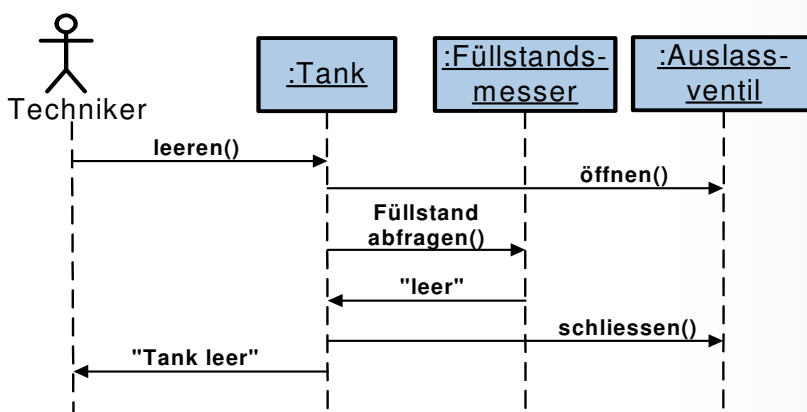 Techniker
:Tank
:Füllstands-
messer
:Auslass-
ventil
leeren()
öffnen()
Füllstand
abfragen()
"leer"
schliessen()
"Tank leer"